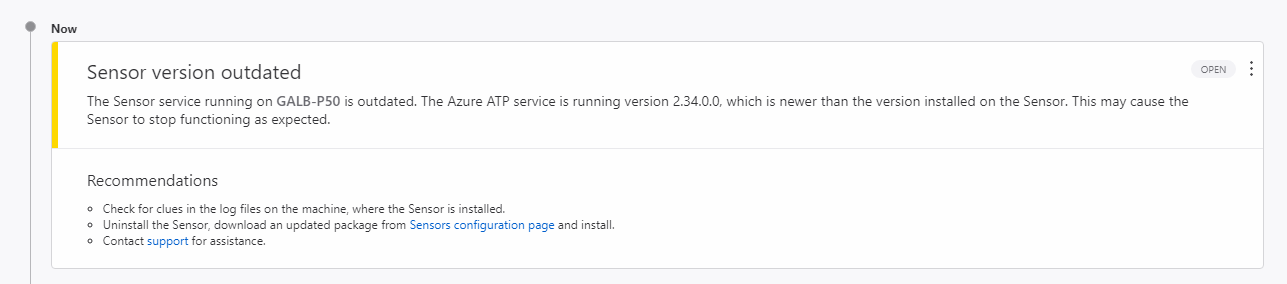 Now
Sensor version outdated
OPEN
The Sensor service running on GALB-P50 is outdated. The Azure ATP service is running version 2.34.0.0, which is newer than the version installed on the Sensor. This may cause the
Sensor to stop functioning as expected.
Recommendations
Check for clues in the log files on the machine, where the Sensor is installed.
Uninstall the Sensor, download an updated package from Sensors configuration page and install.
Contact support for assistance.